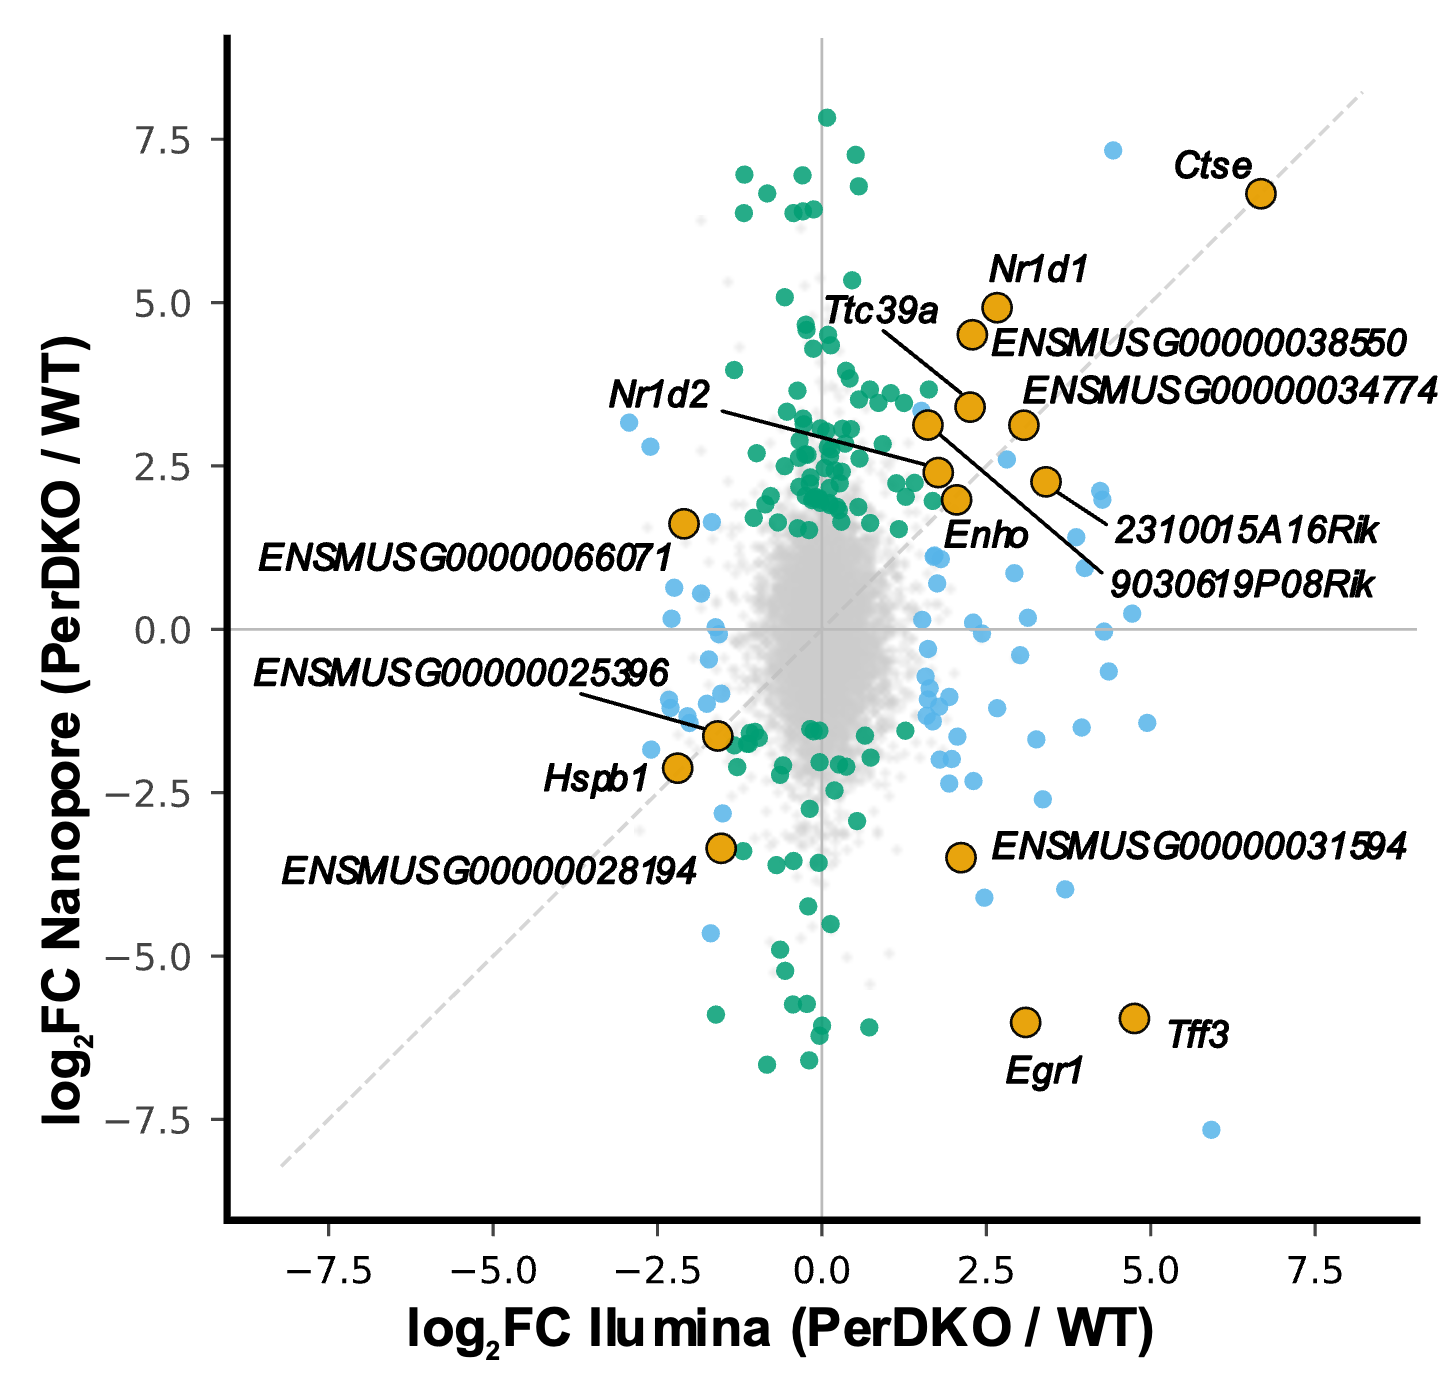 7.5
5.0
2.5
0.0
−2.5
−5.0
−7.5
log₂FC Nanopore (PerDKO / WT)
Ctse
Nr1d1
Ttc39a
ENSMUSG00000038550
ENSMUSG00000034774
Nr1d2
2310015A16Rik
Enho
ENSMUSG00000066071
9030619P08Rik
ENSMUSG00000025396
Hspb1
ENSMUSG00000031594
ENSMUSG00000028194
Tff3
Egr1
−7.5 −5.0 −2.5 0.0 2.5 5.0 7.5
log₂FC Ilumina (PerDKO / WT)